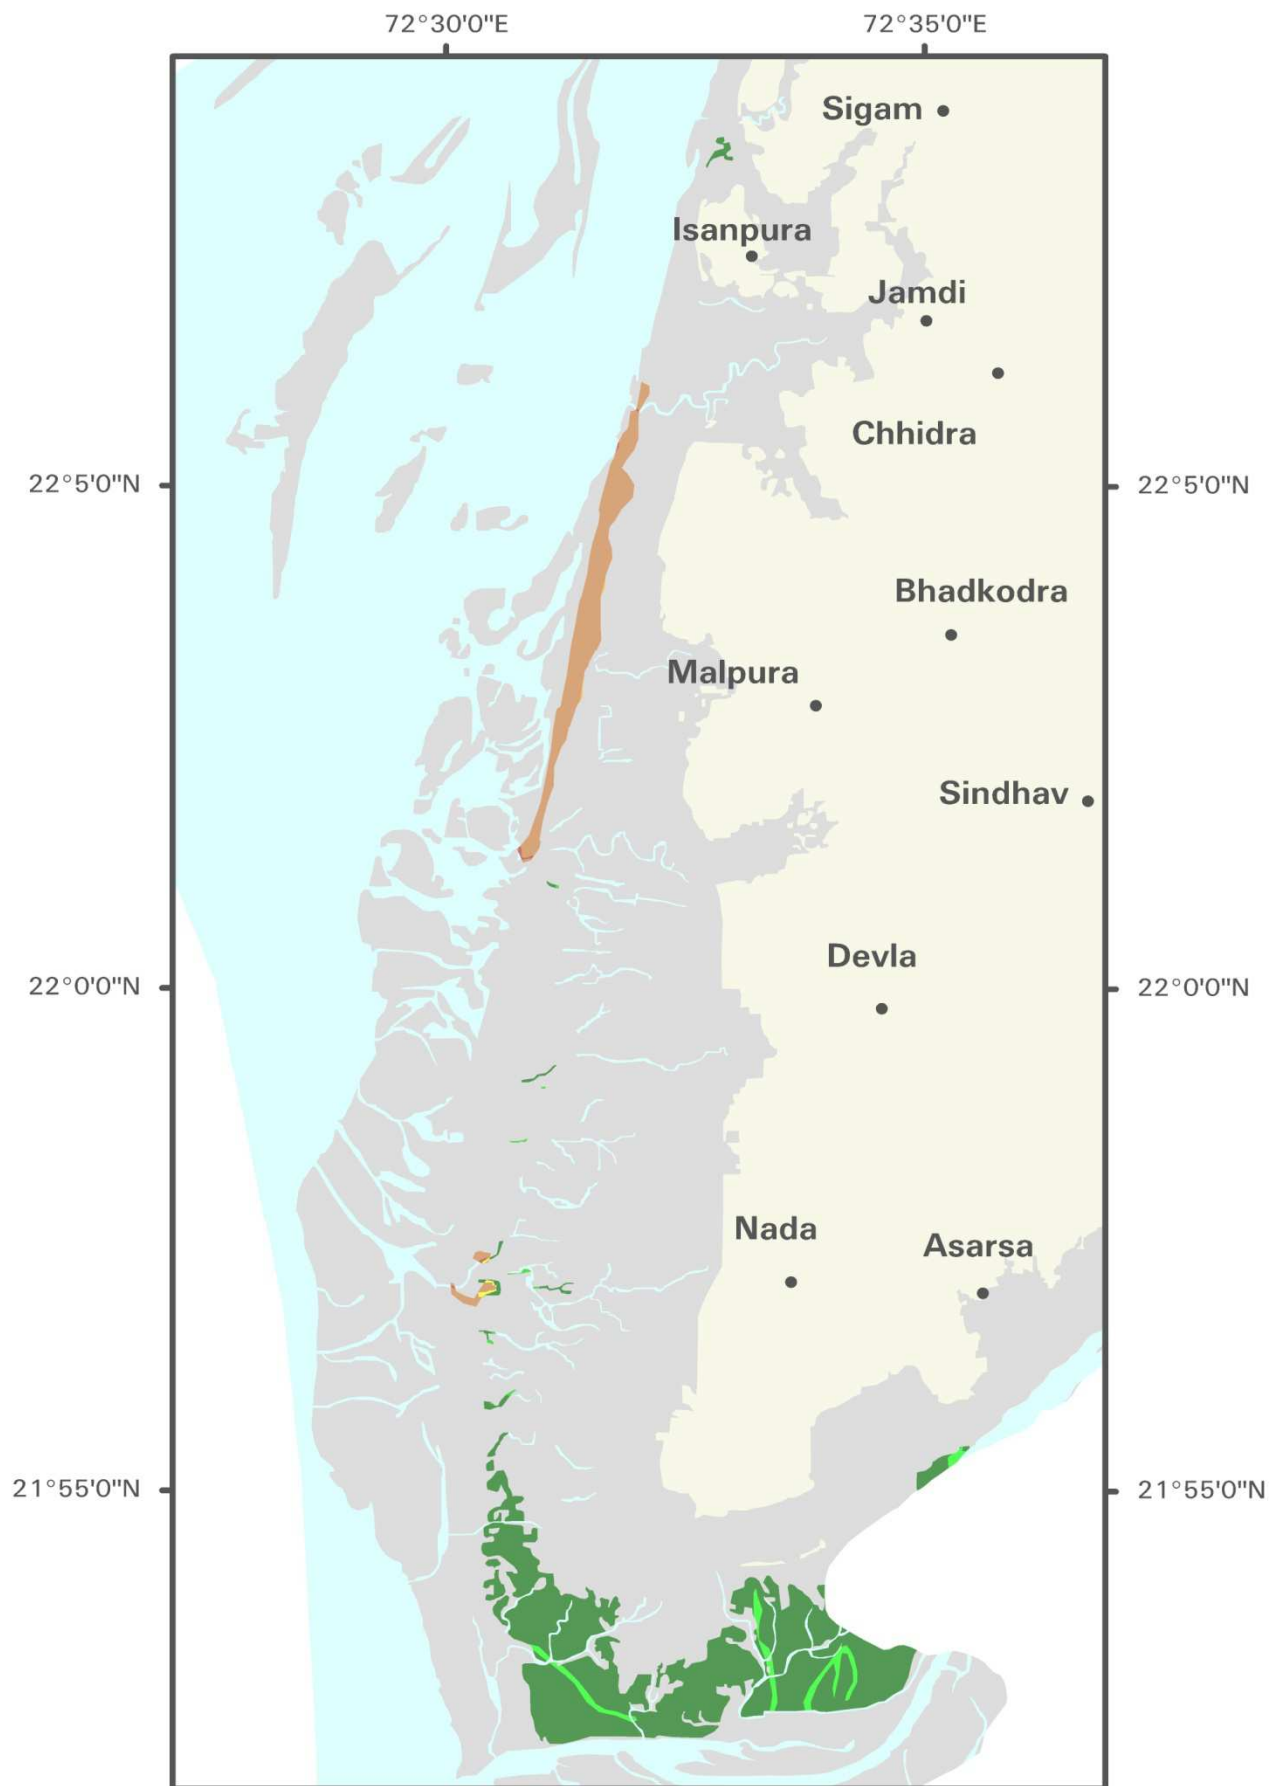 72°30'0"E 72°35'0"E
Sigam
Isanpura
Jamdi
Chhidra
22°5'0"N 22°5'0"N
Bhadkodra
Malpura
Sindhav
Devla
22°0'0"N 22°0'0"N
Nada
Asarsa
21°55'0"N 21°55'0"N